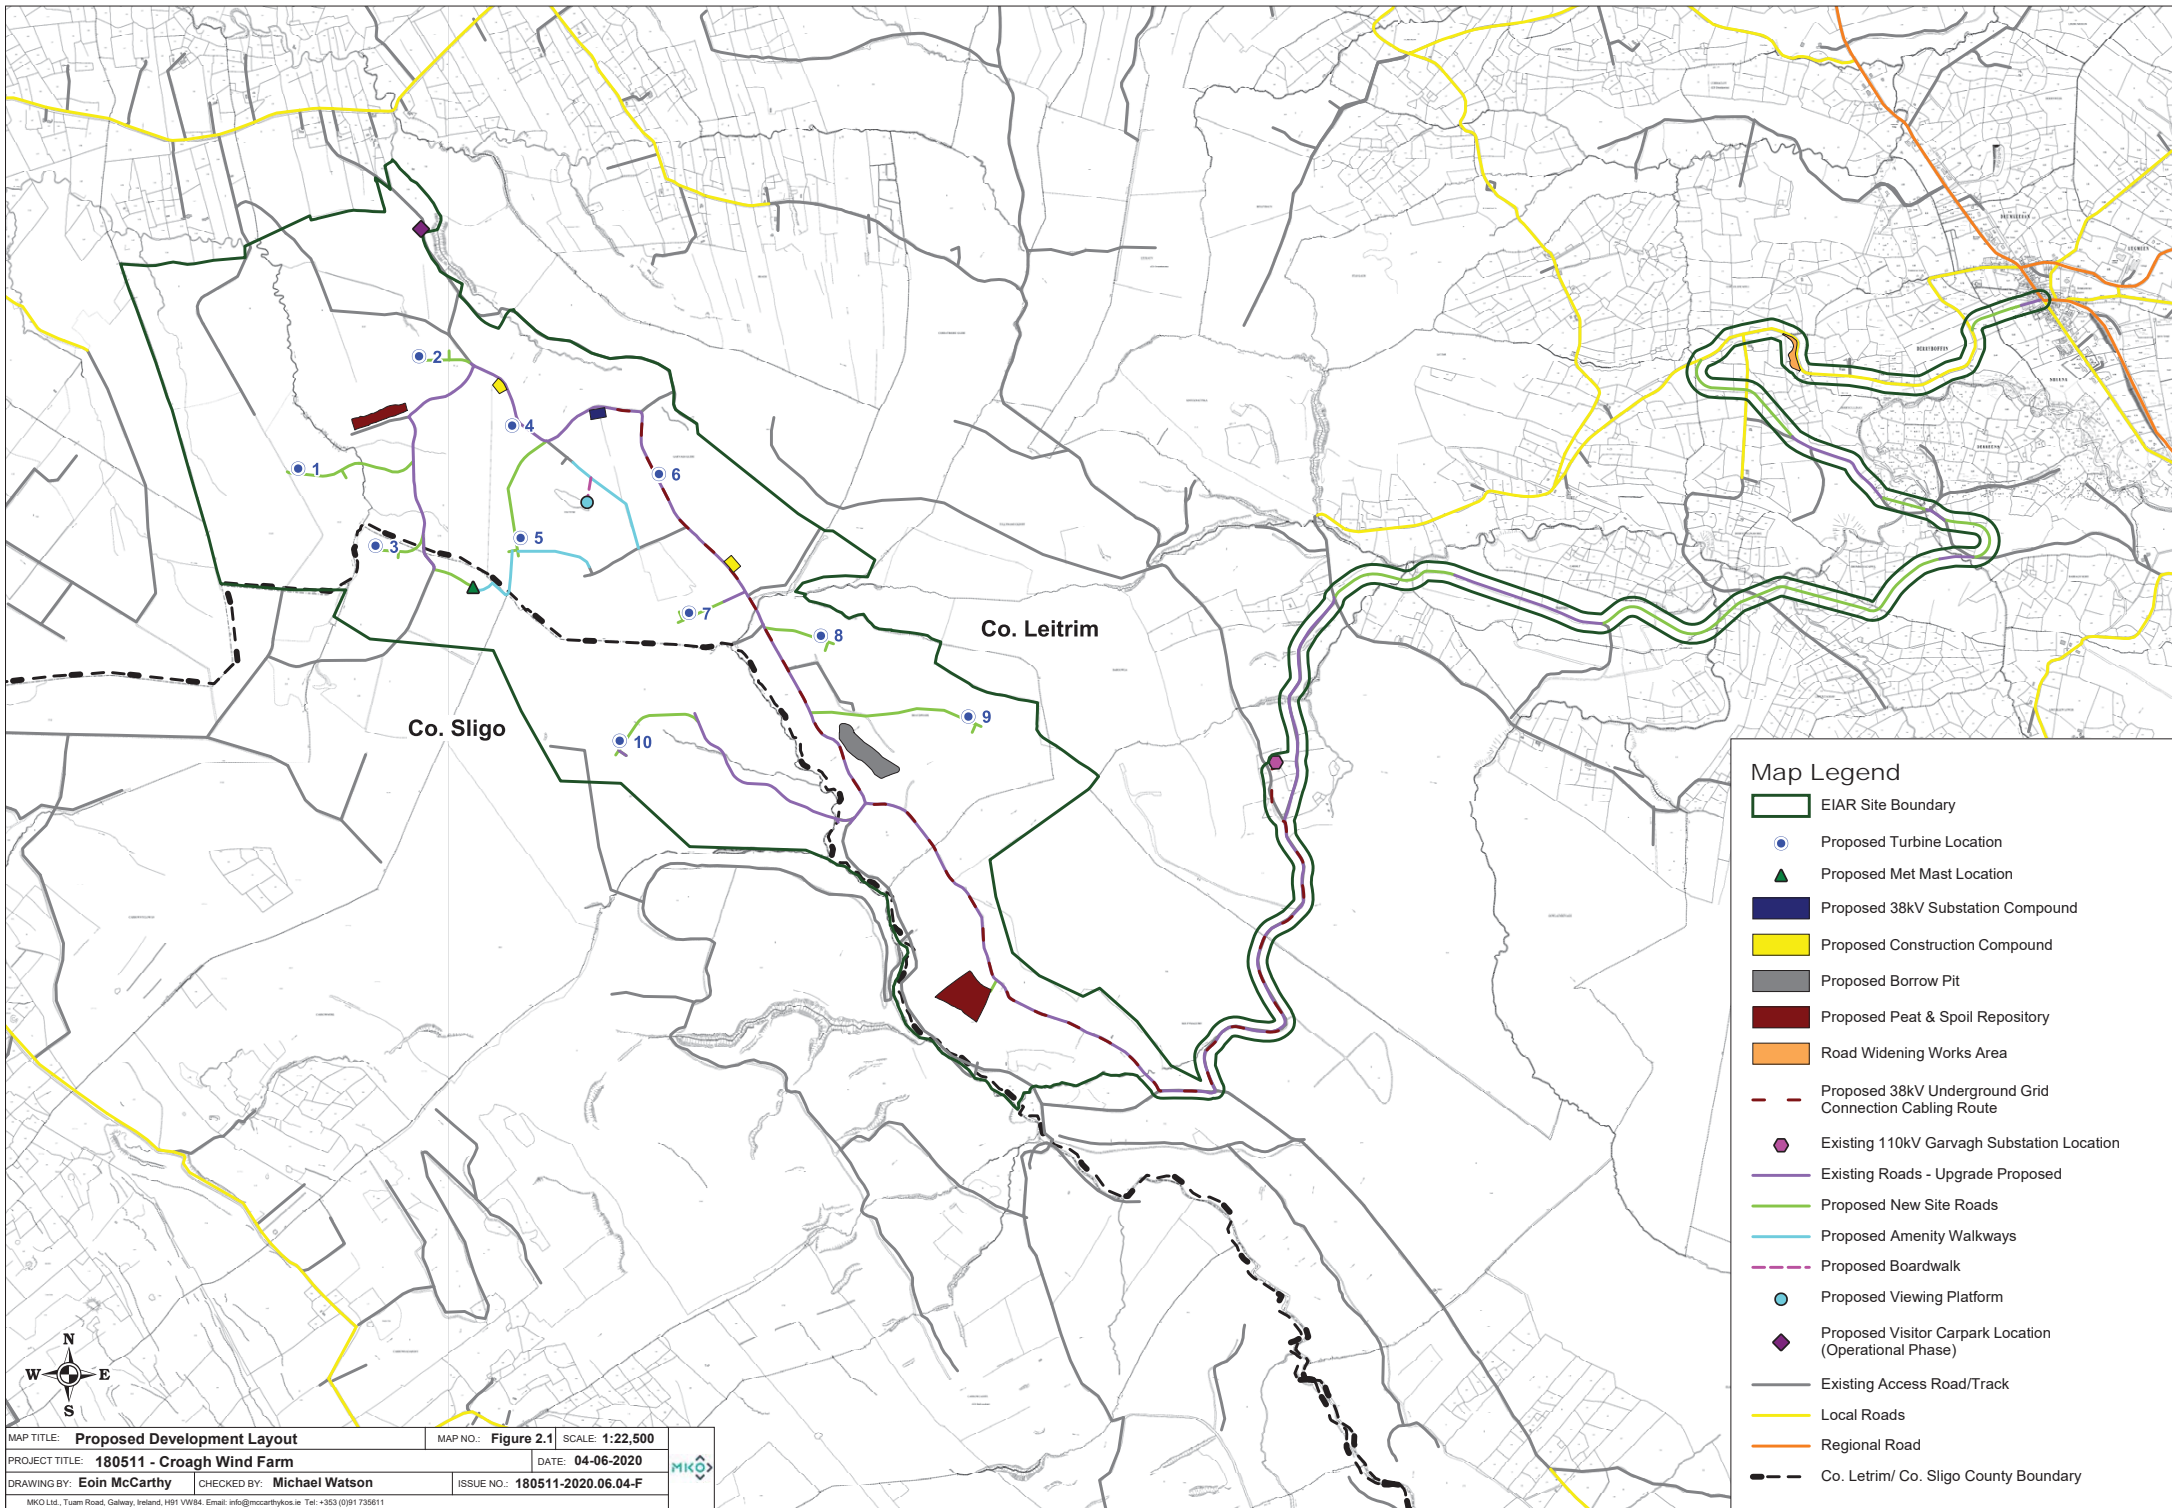 2
4
1
6
3
5
7
8
Co. Leitrim
9
Co. Sligo
10
Map Legend
EIAR Site Boundary
Proposed Turbine Location
Proposed Met Mast Location
Proposed 38kV Substation Compound
Proposed Construction Compound
Proposed Borrow Pit
Proposed Peat & Spoil Repository
Road Widening Works Area
Proposed 38kV Underground Grid
Connection Cabling Route
Existing 110kV Garvagh Substation Location
Existing Roads - Upgrade Proposed
Proposed New Site Roads
Proposed Amenity Walkways
Proposed Boardwalk
Proposed Viewing Platform
Proposed Visitor Carpark Location
(Operational Phase)
Existing Access Road/Track
Local Roads
Regional Road
Co. Letrim/ Co. Sligo County Boundary
N
W E
S
MAP TITLE: Proposed Development Layout MAP NO.: Figure 2.1 SCALE: 1:22,500
PROJECT TITLE: 180511 - Croagh Wind Farm DATE: 04-06-2020
DRAWING BY: Eoin McCarthy CHECKED BY: Michael Watson ISSUE NO.: 180511-2020.06.04-F
MKO
MKO Ltd., Tuam Road, Galway, Ireland, H91 VW84. Email: info@mccarthykos.ie Tel: +353 (0)91 735611